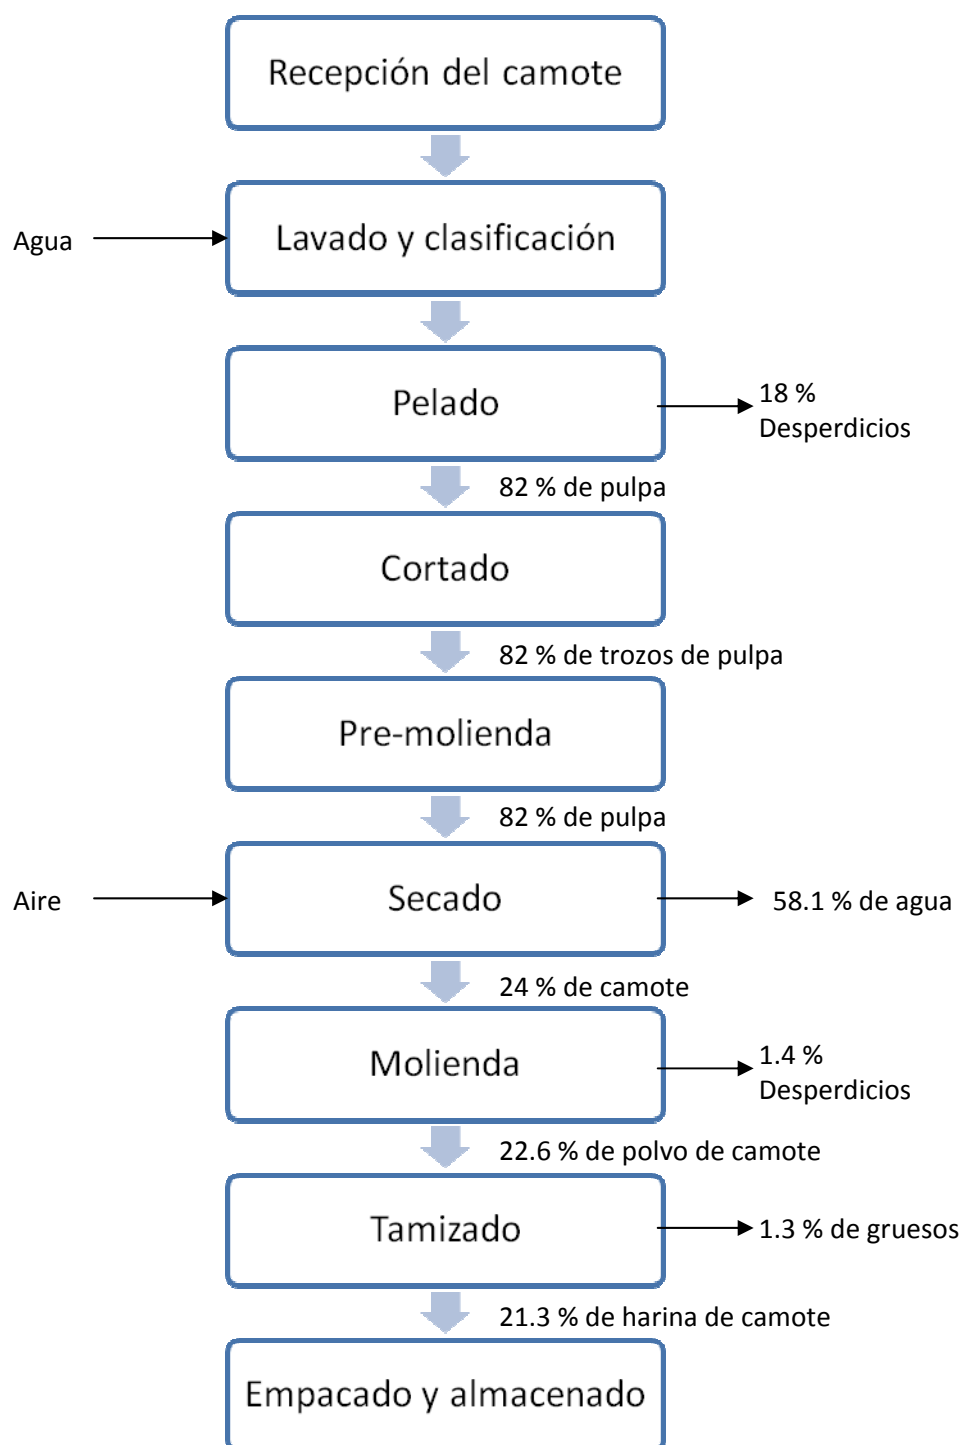 Recepción del camote
Agua
Lavado y clasificación
Pelado
18 %
Desperdicios
82 % de pulpa
Cortado
82 % de trozos de pulpa
Pre-molienda
82 % de pulpa
Aire
Secado
58.1 % de agua
24 % de camote
Molienda
1.4 %
Desperdicios
22.6 % de polvo de camote
Tamizado
1.3 % de gruesos
21.3 % de harina de camote
Empacado y almacenado